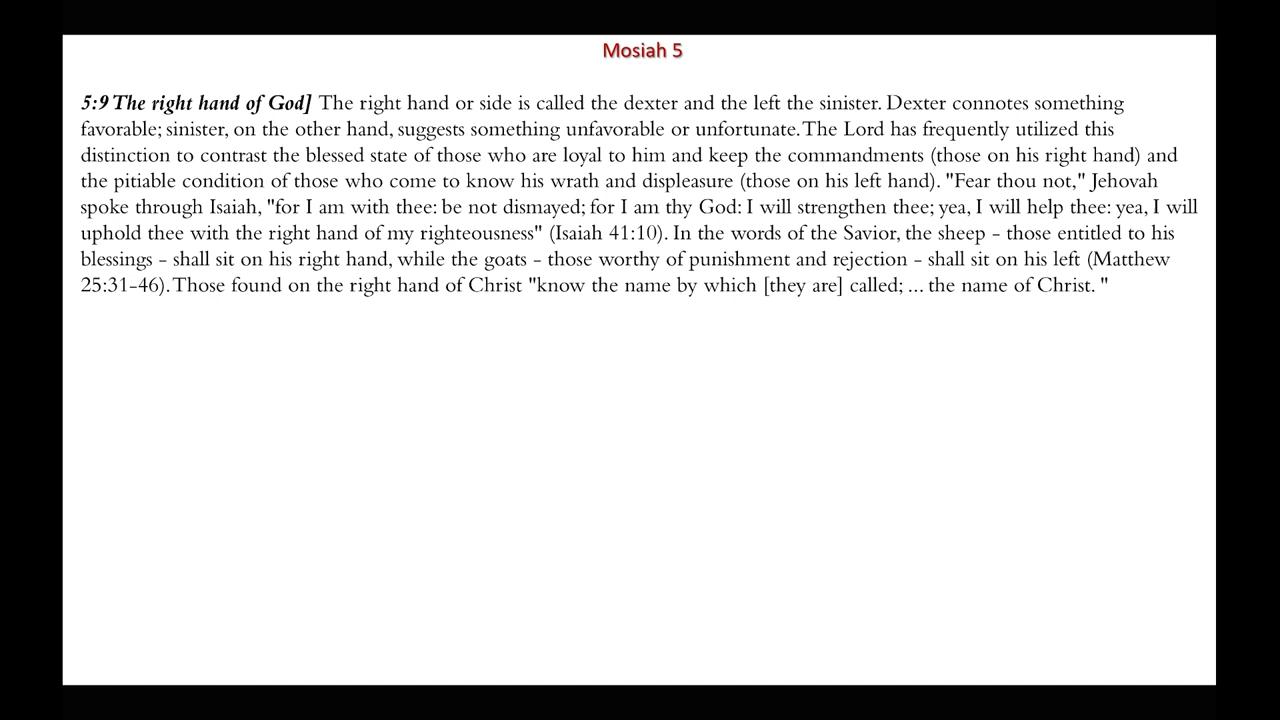 Mosiah 5
5:9 The right hand of God] The right hand or side is called the dexter and the left the sinister. Dexter connotes something
favorable; sinister, on the other hand, suggests something unfavorable or unfortunate. The Lord has frequently utilized this
distinction to contrast the blessed state of those who are loyal to him and keep the commandments (those on his right hand) and
the pitiable condition of those who come to know his wrath and displeasure (those on his left hand). "Fear thou not," Jehovah
spoke through Isaiah, "for I am with thee: be not dismayed; for I am thy God: I will strengthen thee; yea, I will help thee: yea, I will
uphold thee with the right hand of my righteousness" (Isaiah 41:10). In the words of the Savior, the sheep - those entitled to his
blessings - shall sit on his right hand, while the goats - those worthy of punishment and rejection - shall sit on his left (Matthew
25:31-46). Those found on the right hand of Christ "know the name by which [they are] called; ... the name of Christ. "